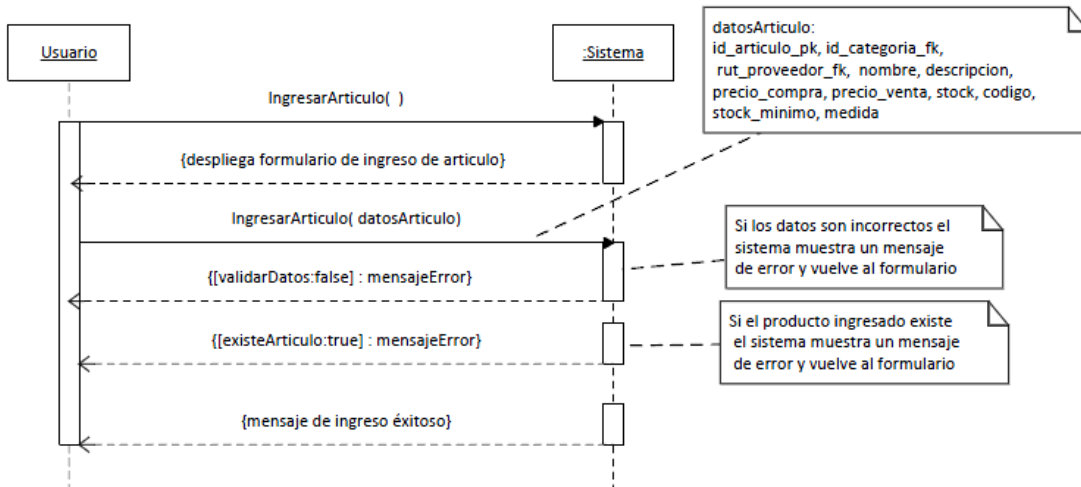 Usuario
:Sistema
datosArticulo:
id_articulo_pk, id_categoria_fk,
rut_proveedor_fk, nombre, descripcion,
precio_compra, precio_venta, stock, codigo,
stock_minimo, medida
IngresarArticulo( )
{despliega formulario de ingreso de articulo}
IngresarArticulo( datosArticulo)
Si los datos son incorrectos el
sistema muestra un mensaje
de error y vuelve al formulario
{[validarDatos:false] : mensajeError}
Si el producto ingresado existe
el sistema muestra un mensaje
de error y vuelve al formulario
{[existeArticulo:true] : mensajeError}
{mensaje de ingreso éxitoso}